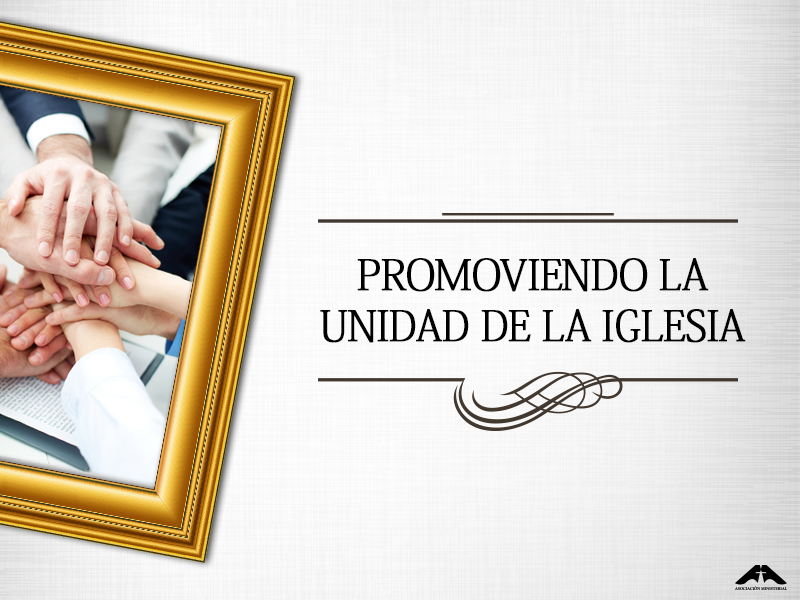 PROMOVIENDO LA
UNIDAD DE LA IGLESIA
ASOCIACIÓN MINISTERIAL